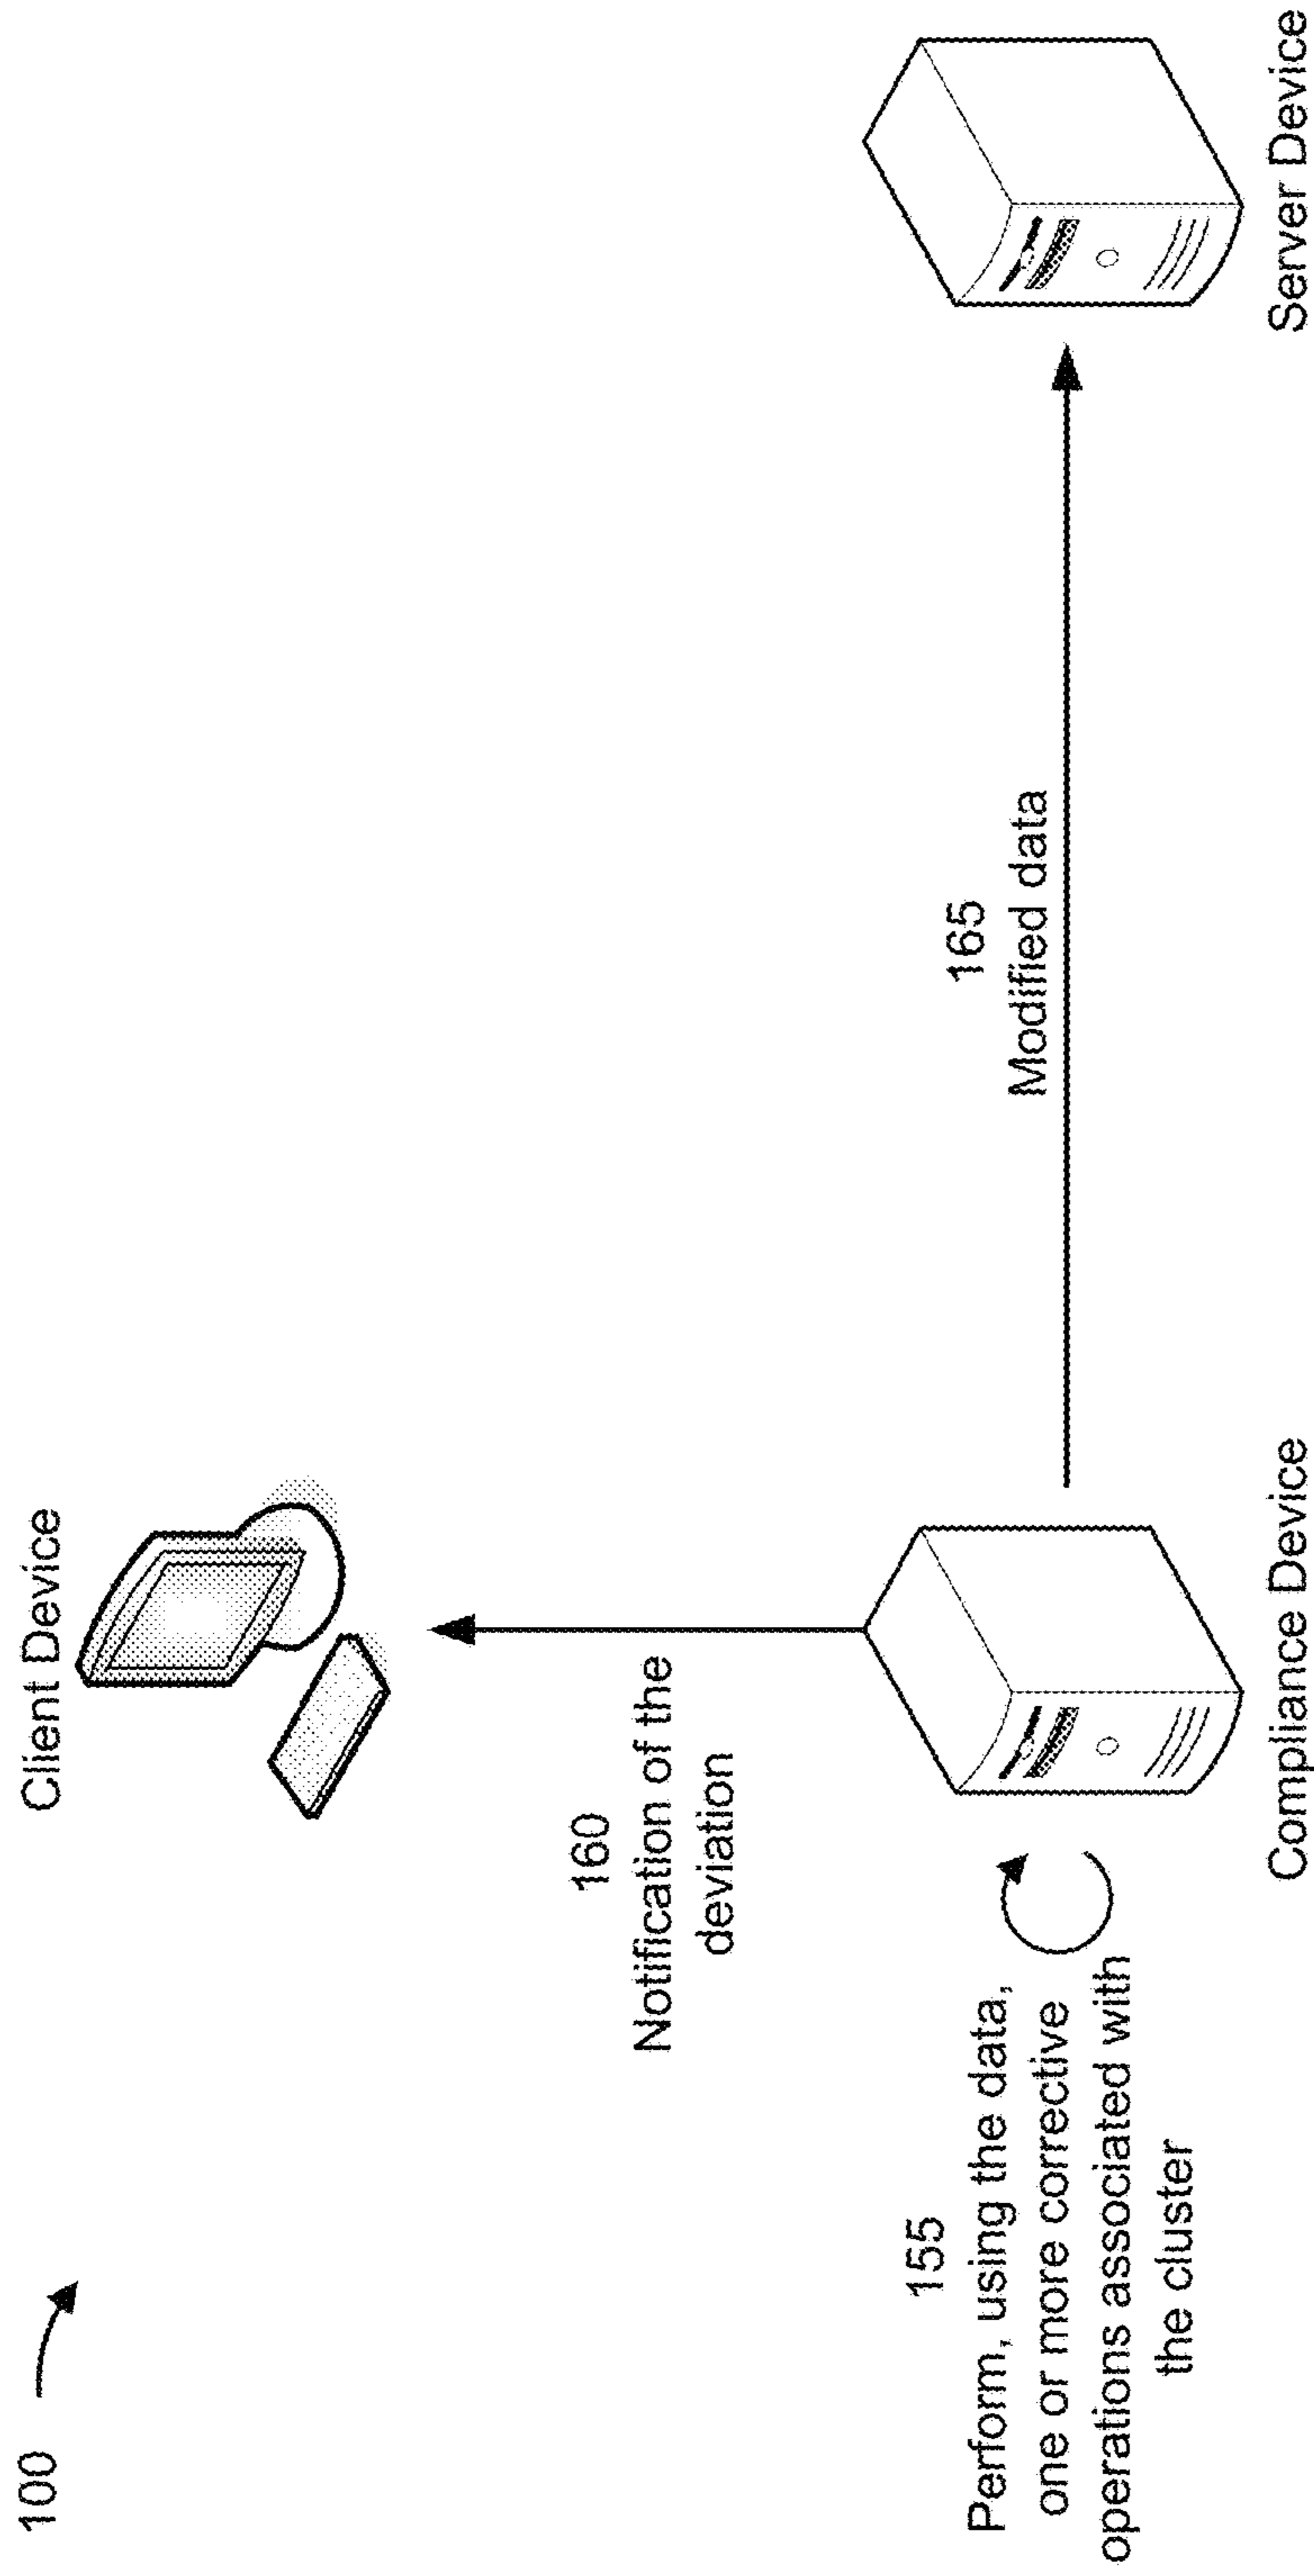 100
Client Device
160
Notification of the
deviation
155
Perform, using the data,
one or more corrective
operations associated with
the cluster
165
Modified data
Compliance Device
Server Device